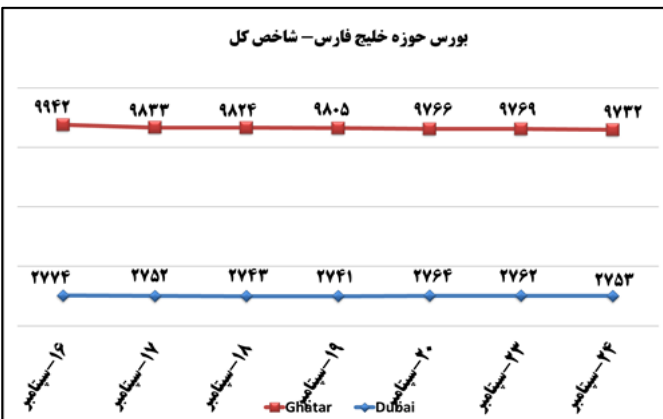 بورس حوزه خلیج فارس– شاخص کل
۹۹۴۲ ۹۸۳۳ ۹۸۲۴ ۹۸۰۵ ۹۷۶۶ ۹۷۶۹ ۹۷۳۲
۲۷۷۴ ۲۷۵۲ ۲۷۴۳ ۲۷۴۱ ۲۷۶۴ ۲۷۶۲ ۲۷۵۳
۱۶-سپتامبر ۱۷-سپتامبر ۱۸-سپتامبر ۱۹-سپتامبر ۲۰-سپتامبر ۲۳-سپتامبر ۲۴-سپتامبر
Ghatar Dubai